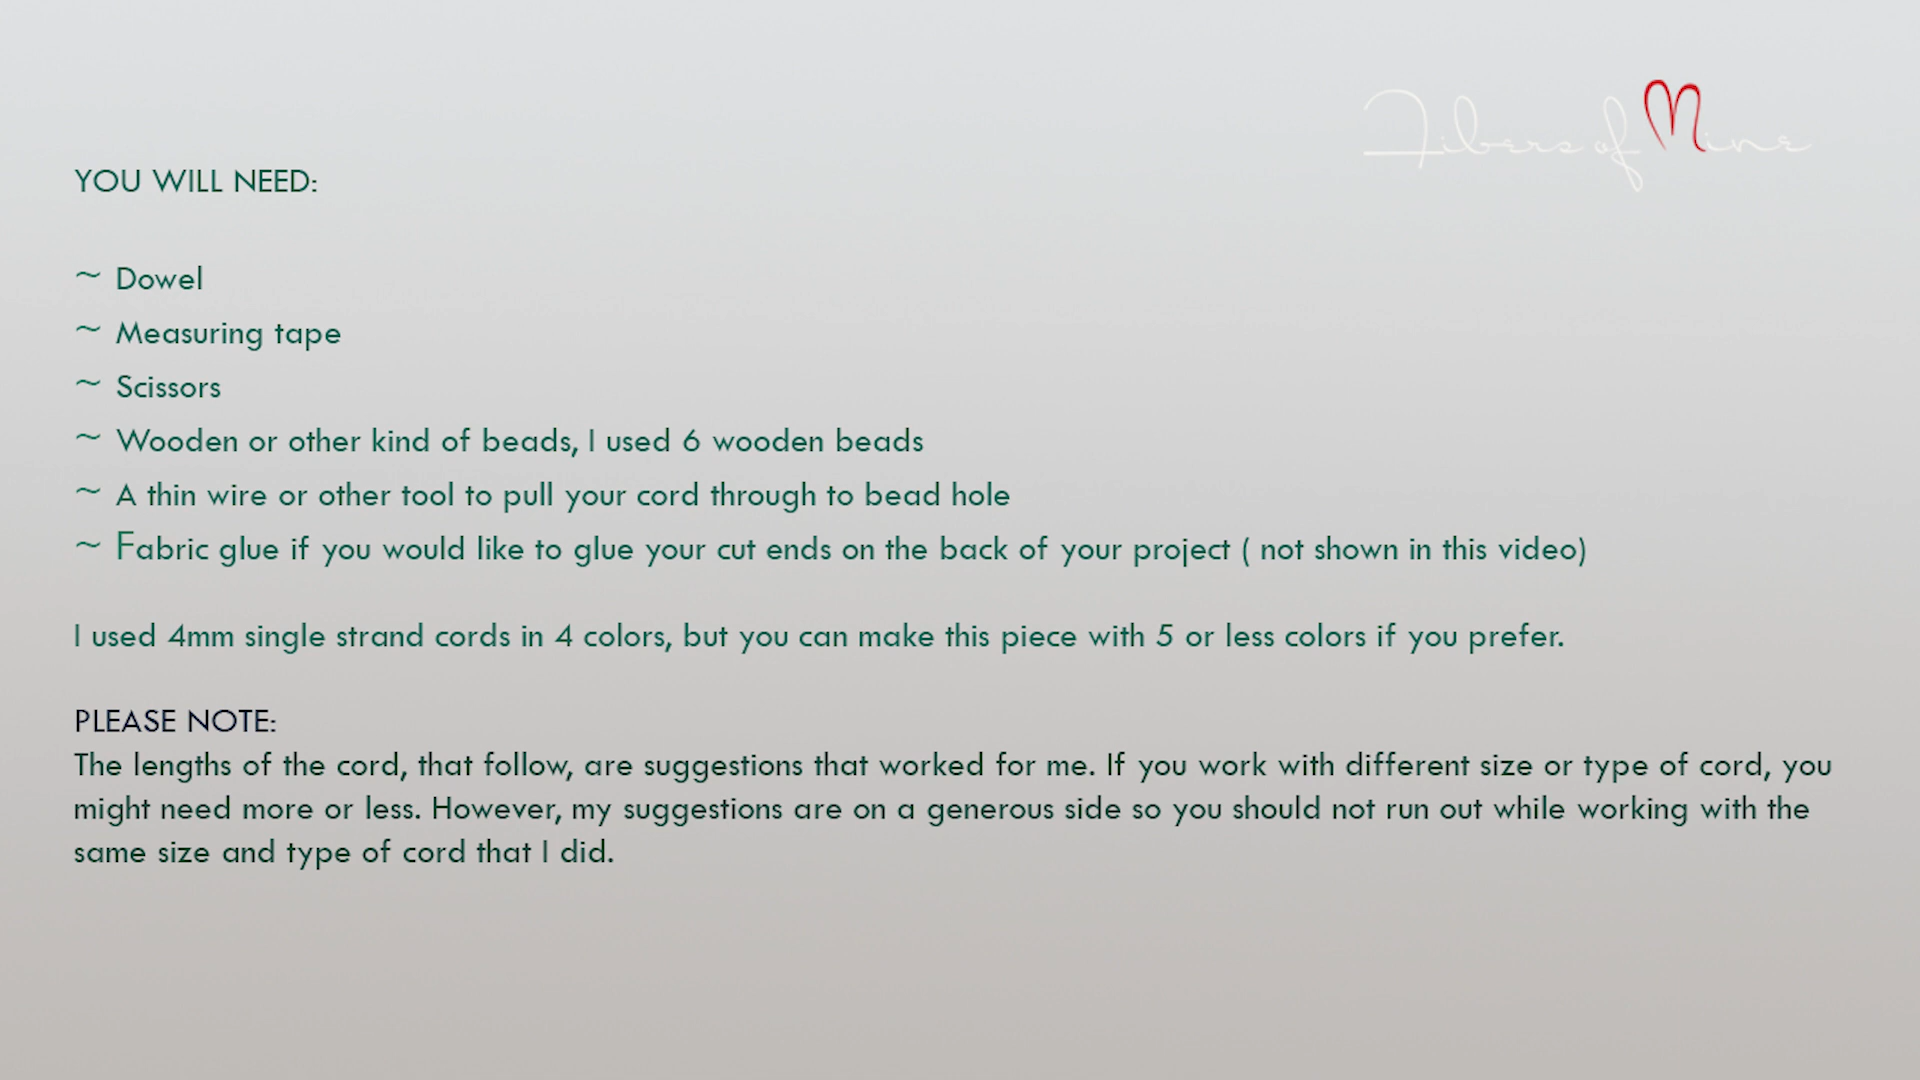 Fibers of Mine
YOU WILL NEED:
~ Dowel
~ Measuring tape
~ Scissors
~ Wooden or other kind of beads, I used 6 wooden beads
~ A thin wire or other tool to pull your cord through to bead hole
~ Fabric glue if you would like to glue your cut ends on the back of your project ( not shown in this video)
I used 4mm single strand cords in 4 colors, but you can make this piece with 5 or less colors if you prefer.
PLEASE NOTE:
The lengths of the cord, that follow, are suggestions that worked for me. If you work with different size or type of cord, you
might need more or less. However, my suggestions are on a generous side so you should not run out while working with the
same size and type of cord that I did.